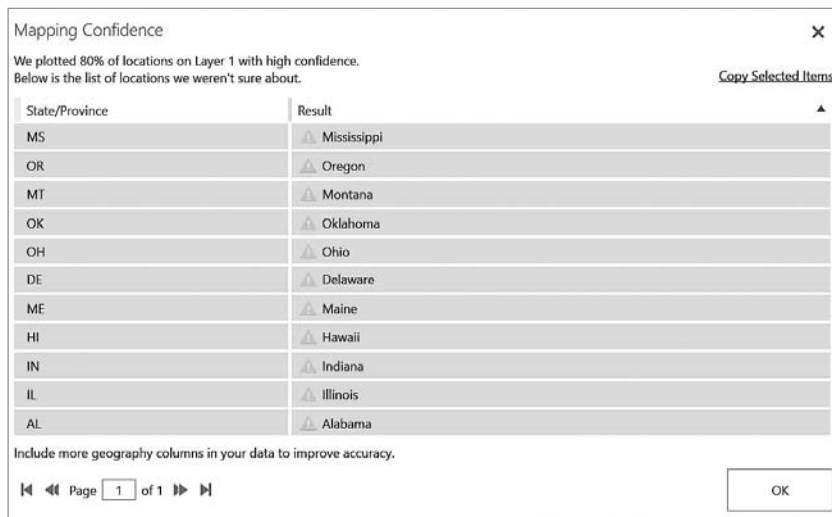 Mapping Confidence
We plotted 80% of locations on Layer 1 with high confidence.
Below is the list of locations we weren't sure about.
Copy Selected Items
State/Province Result
MS Mississippi
OR Oregon
MT Montana
OK Oklahoma
OH Ohio
DE Delaware
ME Maine
HI Hawaii
IN Indiana
IL Illinois
AL Alabama
Include more geography columns in your data to improve accuracy.
Page 1 of 1
OK